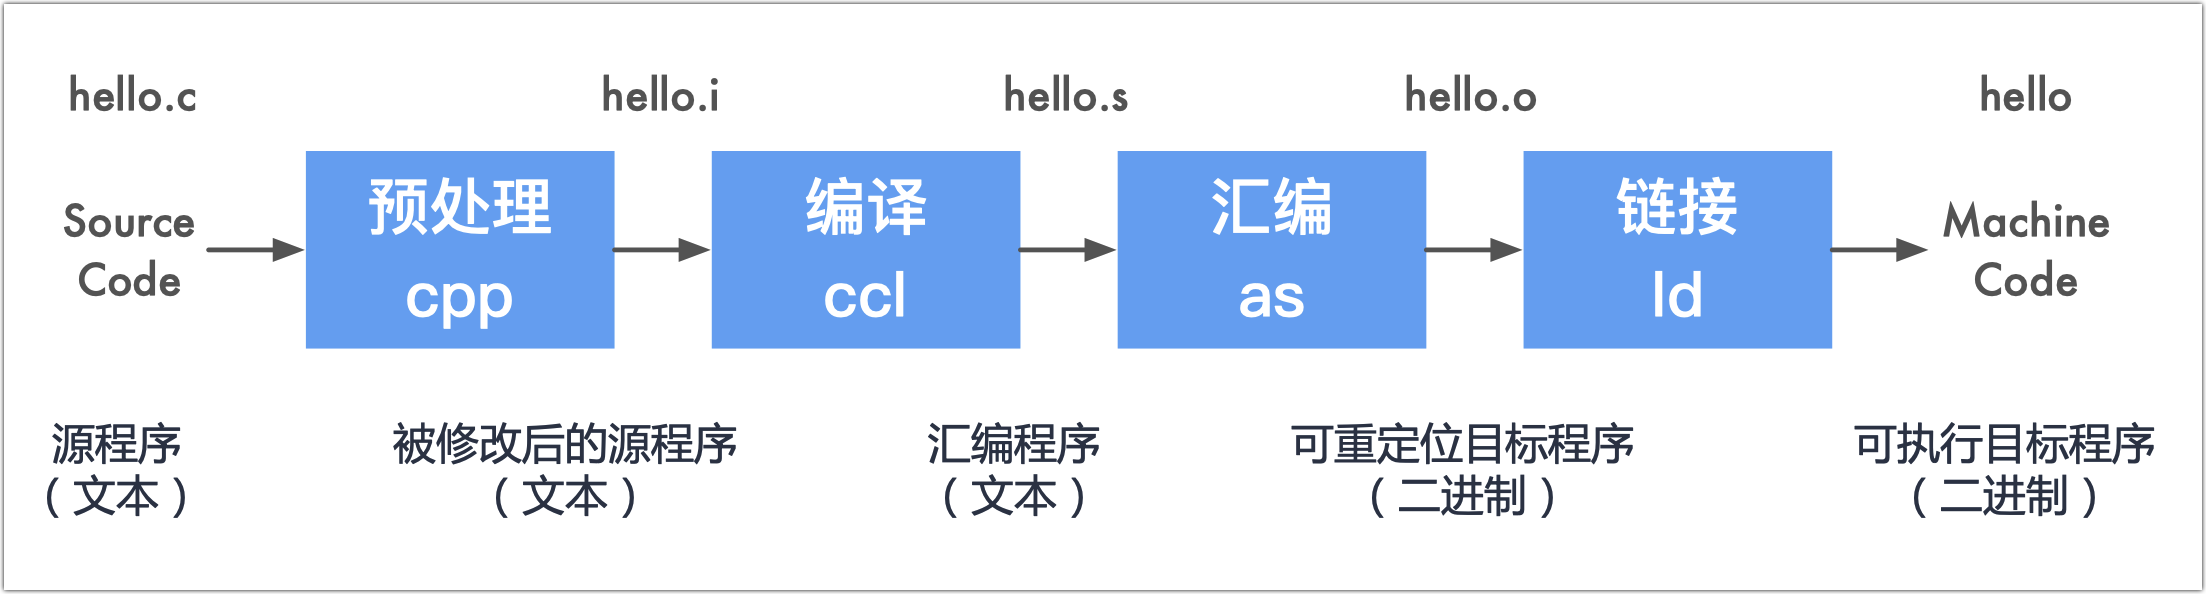 hello.c
hello.i
hello.s
hello.o
hello
Source
Code
预处理
cpp
编译
ccl
汇编
as
链接
ld
Machine
Code
源程序
（文本）
被修改后的源程序
（文本）
汇编程序
（文本）
可重定位目标程序
（二进制）
可执行目标程序
（二进制）